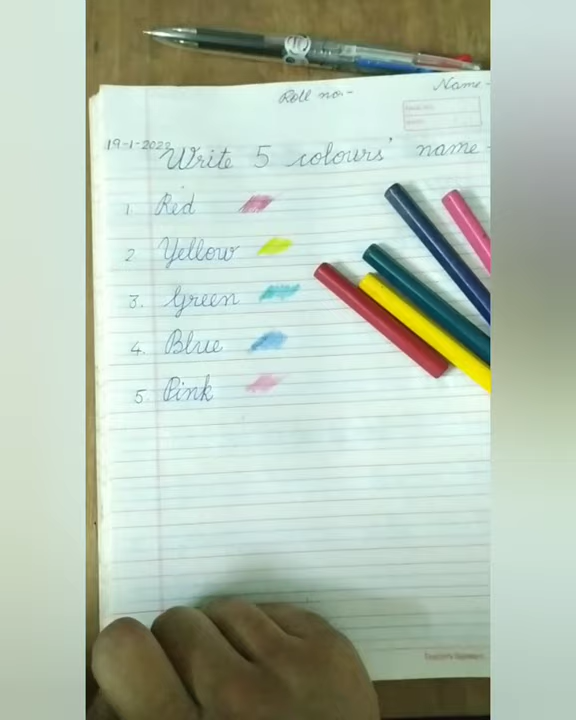 Roll no.- Name-
19-1-2022 Write 5 colours' name-
1. Red
2. Yellow
3. Green
4. Blue
5. Pink